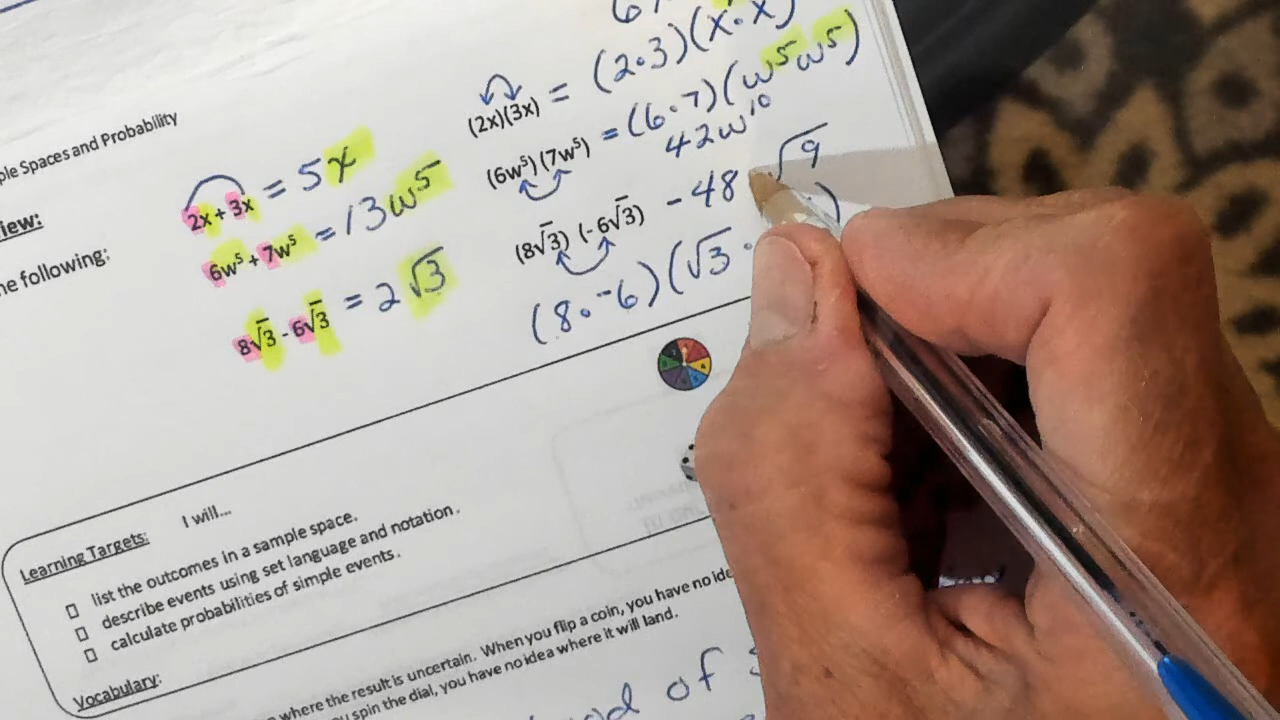 ple Spaces and Probability
iew:
he following:
2x + 3x = 5x
6w⁵ + 7w⁵ = 13w⁵
8√3 - 6√3 = 2√3
(2x)(3x) = (2·3)(x·x)
(6w⁵)(7w⁵) = (6·7)(w⁵w⁵)
42w¹⁰
(8√3)(-6√3) -48 √9
(8·⁻6)(√3 · )
Learning Targets: I will...
list the outcomes in a sample space.
describe events using set language and notation.
calculate probabilities of simple events.
Vocabulary:
where the result is uncertain. When you flip a coin, you have no ide
spin the dial, you have no idea where it will land.
of